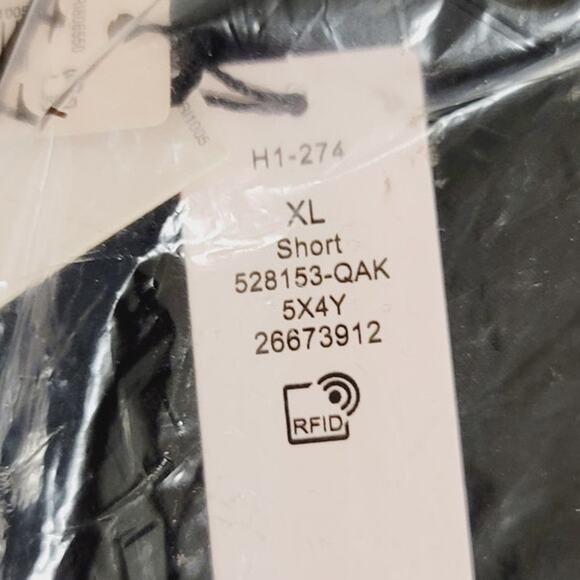 H1-274
XL
Short
528153-QAK
5X4Y
26673912
RFID